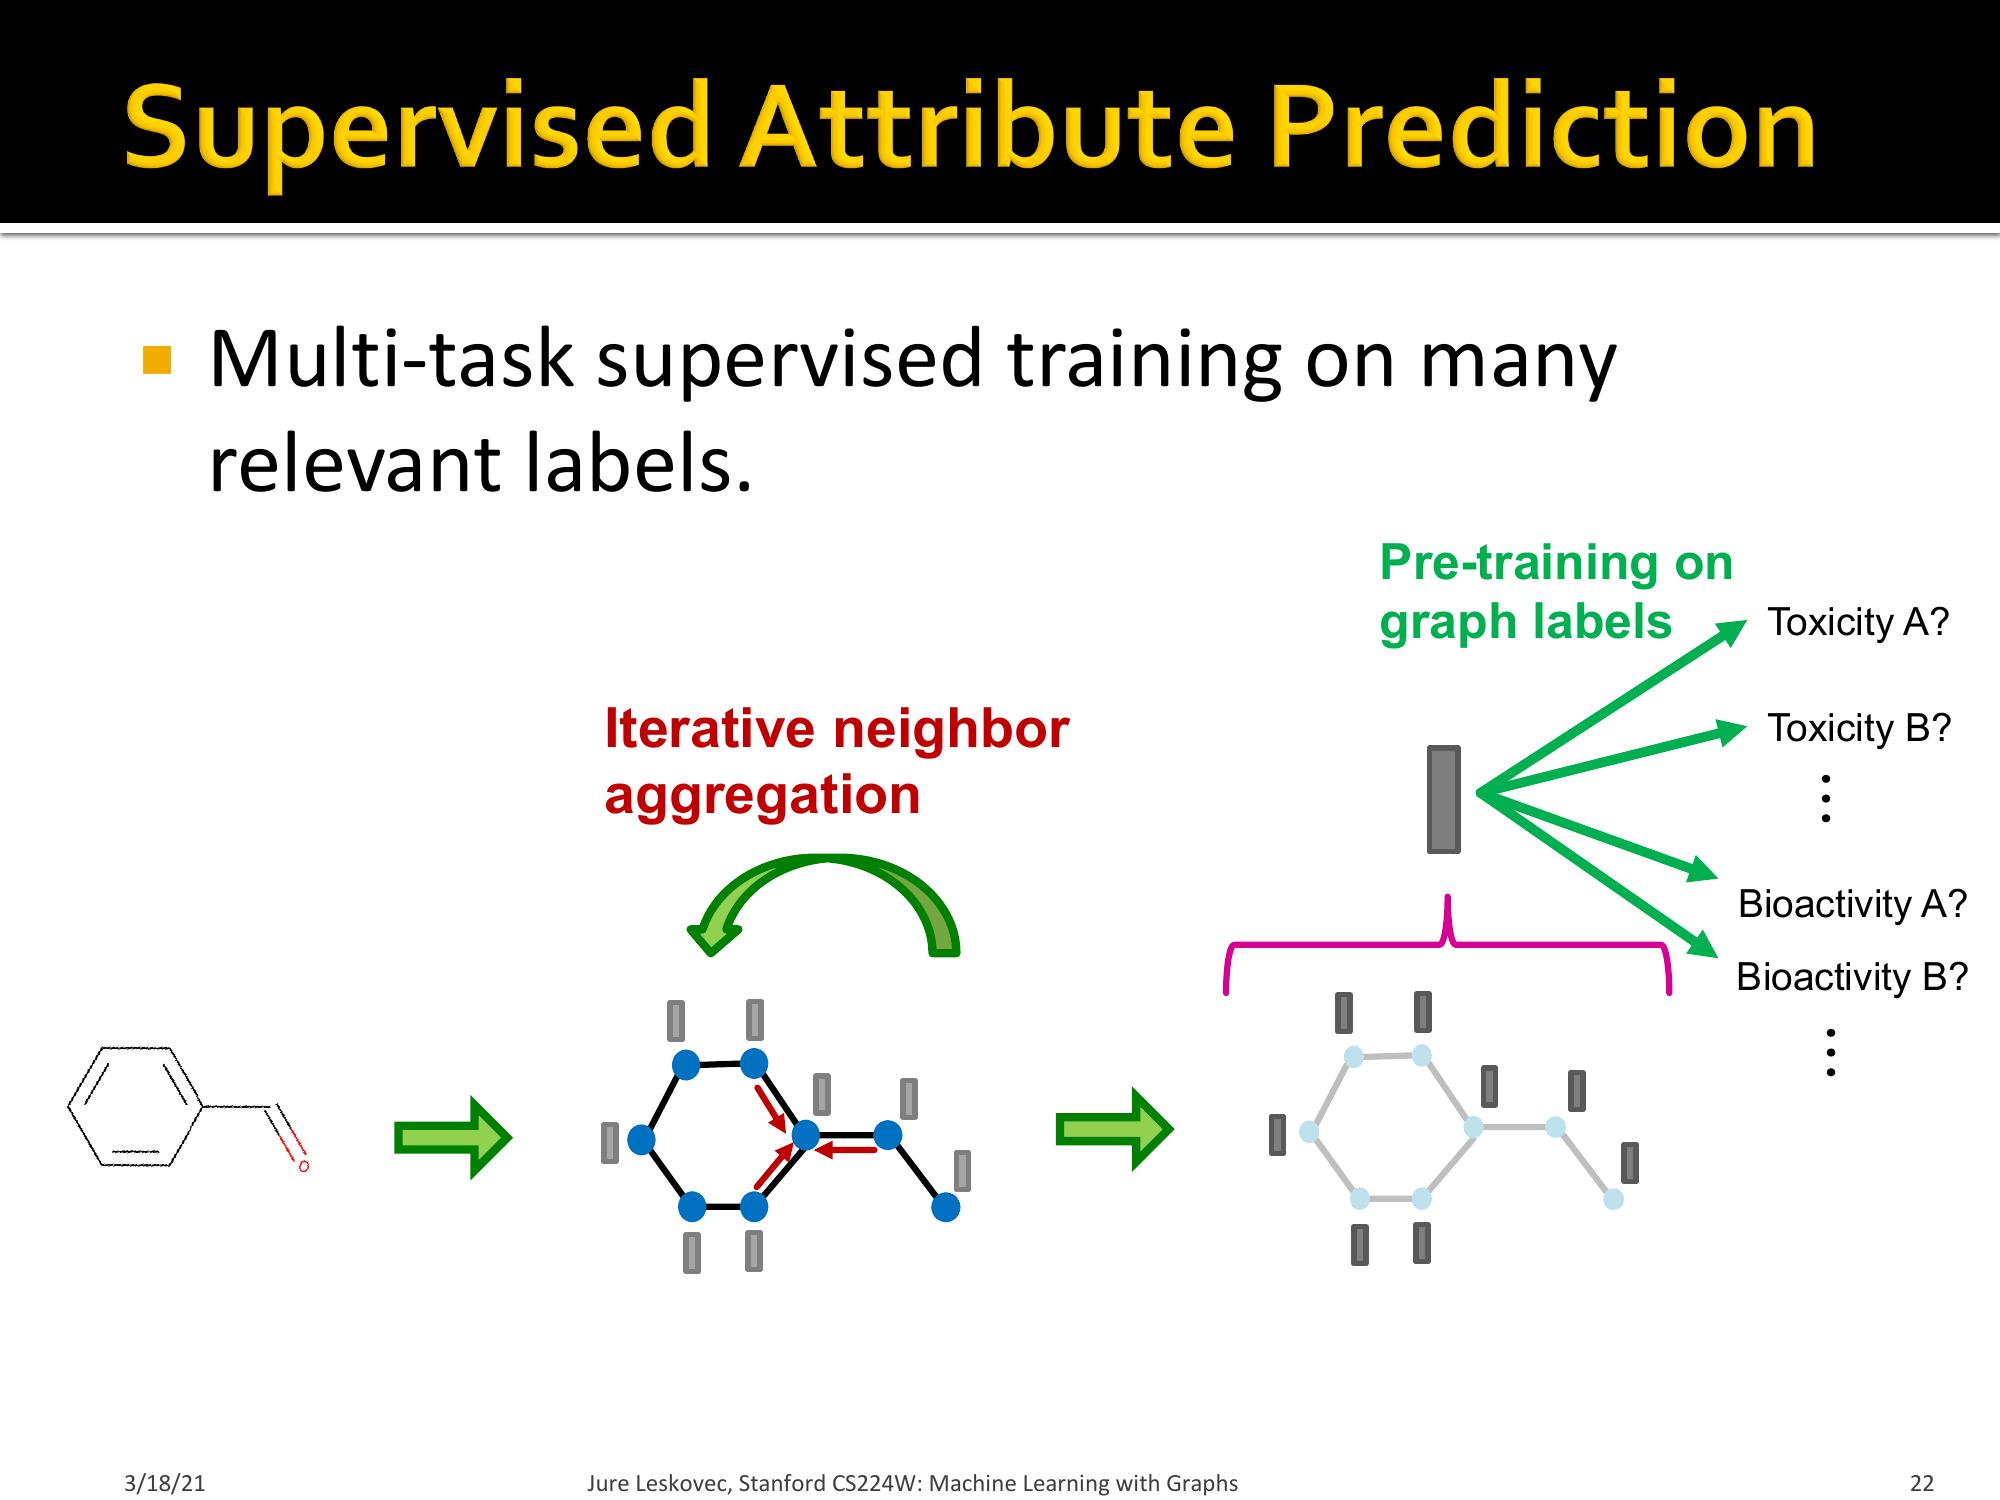 Supervised Attribute Prediction
Multi-task supervised training on many
relevant labels.
Pre-training on
graph labels
Toxicity A?
Toxicity B?
⋮
Bioactivity A?
Bioactivity B?
⋮
Iterative neighbor
aggregation
O
3/18/21
Jure Leskovec, Stanford CS224W: Machine Learning with Graphs
22